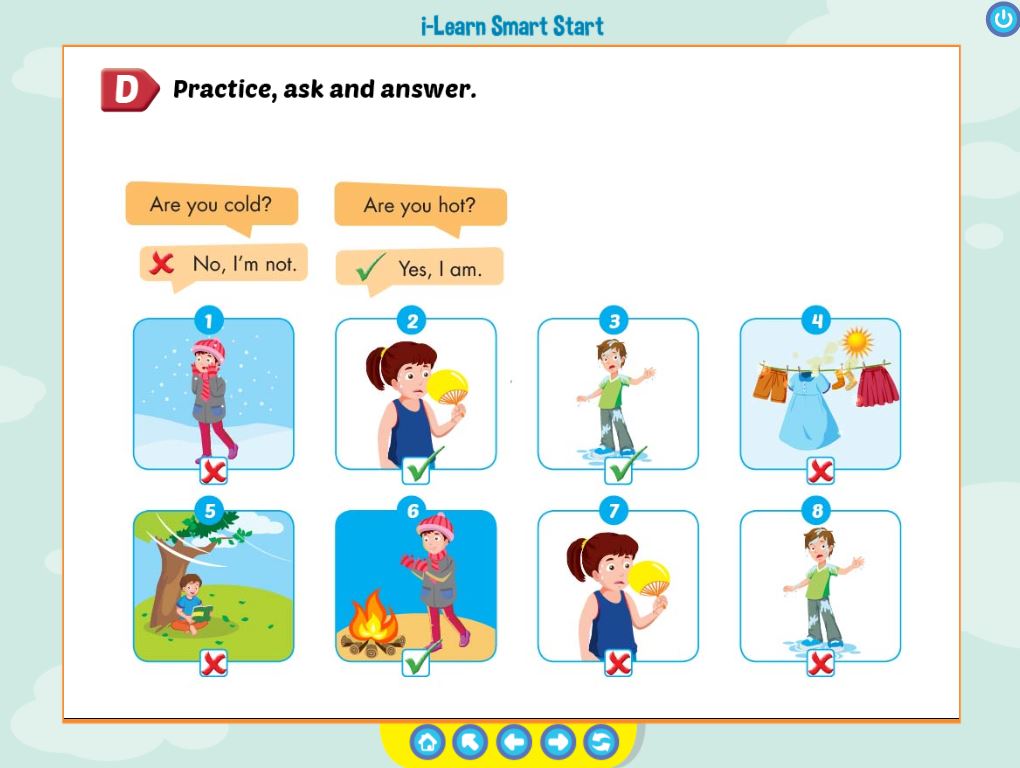 i-Learn Smart Start
D Practice, ask and answer.
Are you cold? Are you hot?
No, I'm not. Yes, I am.
1 2 3 4
5 6 7 8